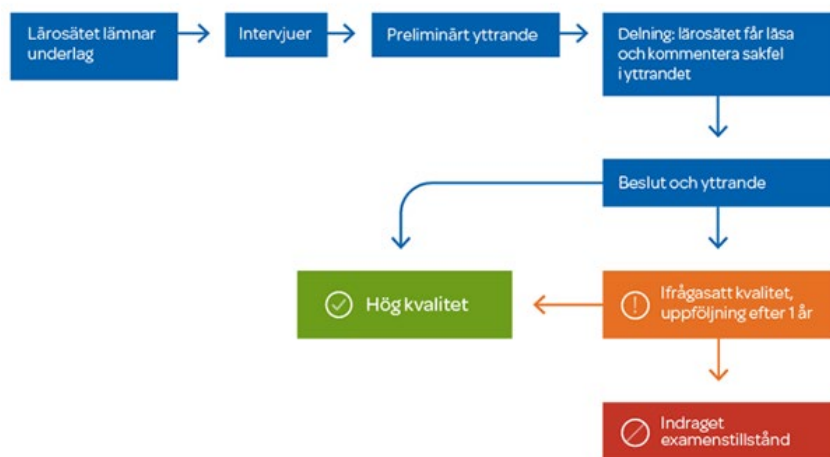 Lärosätet lämnar
underlag
Intervjuer
Preliminärt yttrande
Delning: lärosätet får läsa
och kommentera sakfel
i yttrandet
Beslut och yttrande
Hög kvalitet
Ifrågasatt kvalitet,
uppföljning efter 1 år
Indraget
examenstillstånd